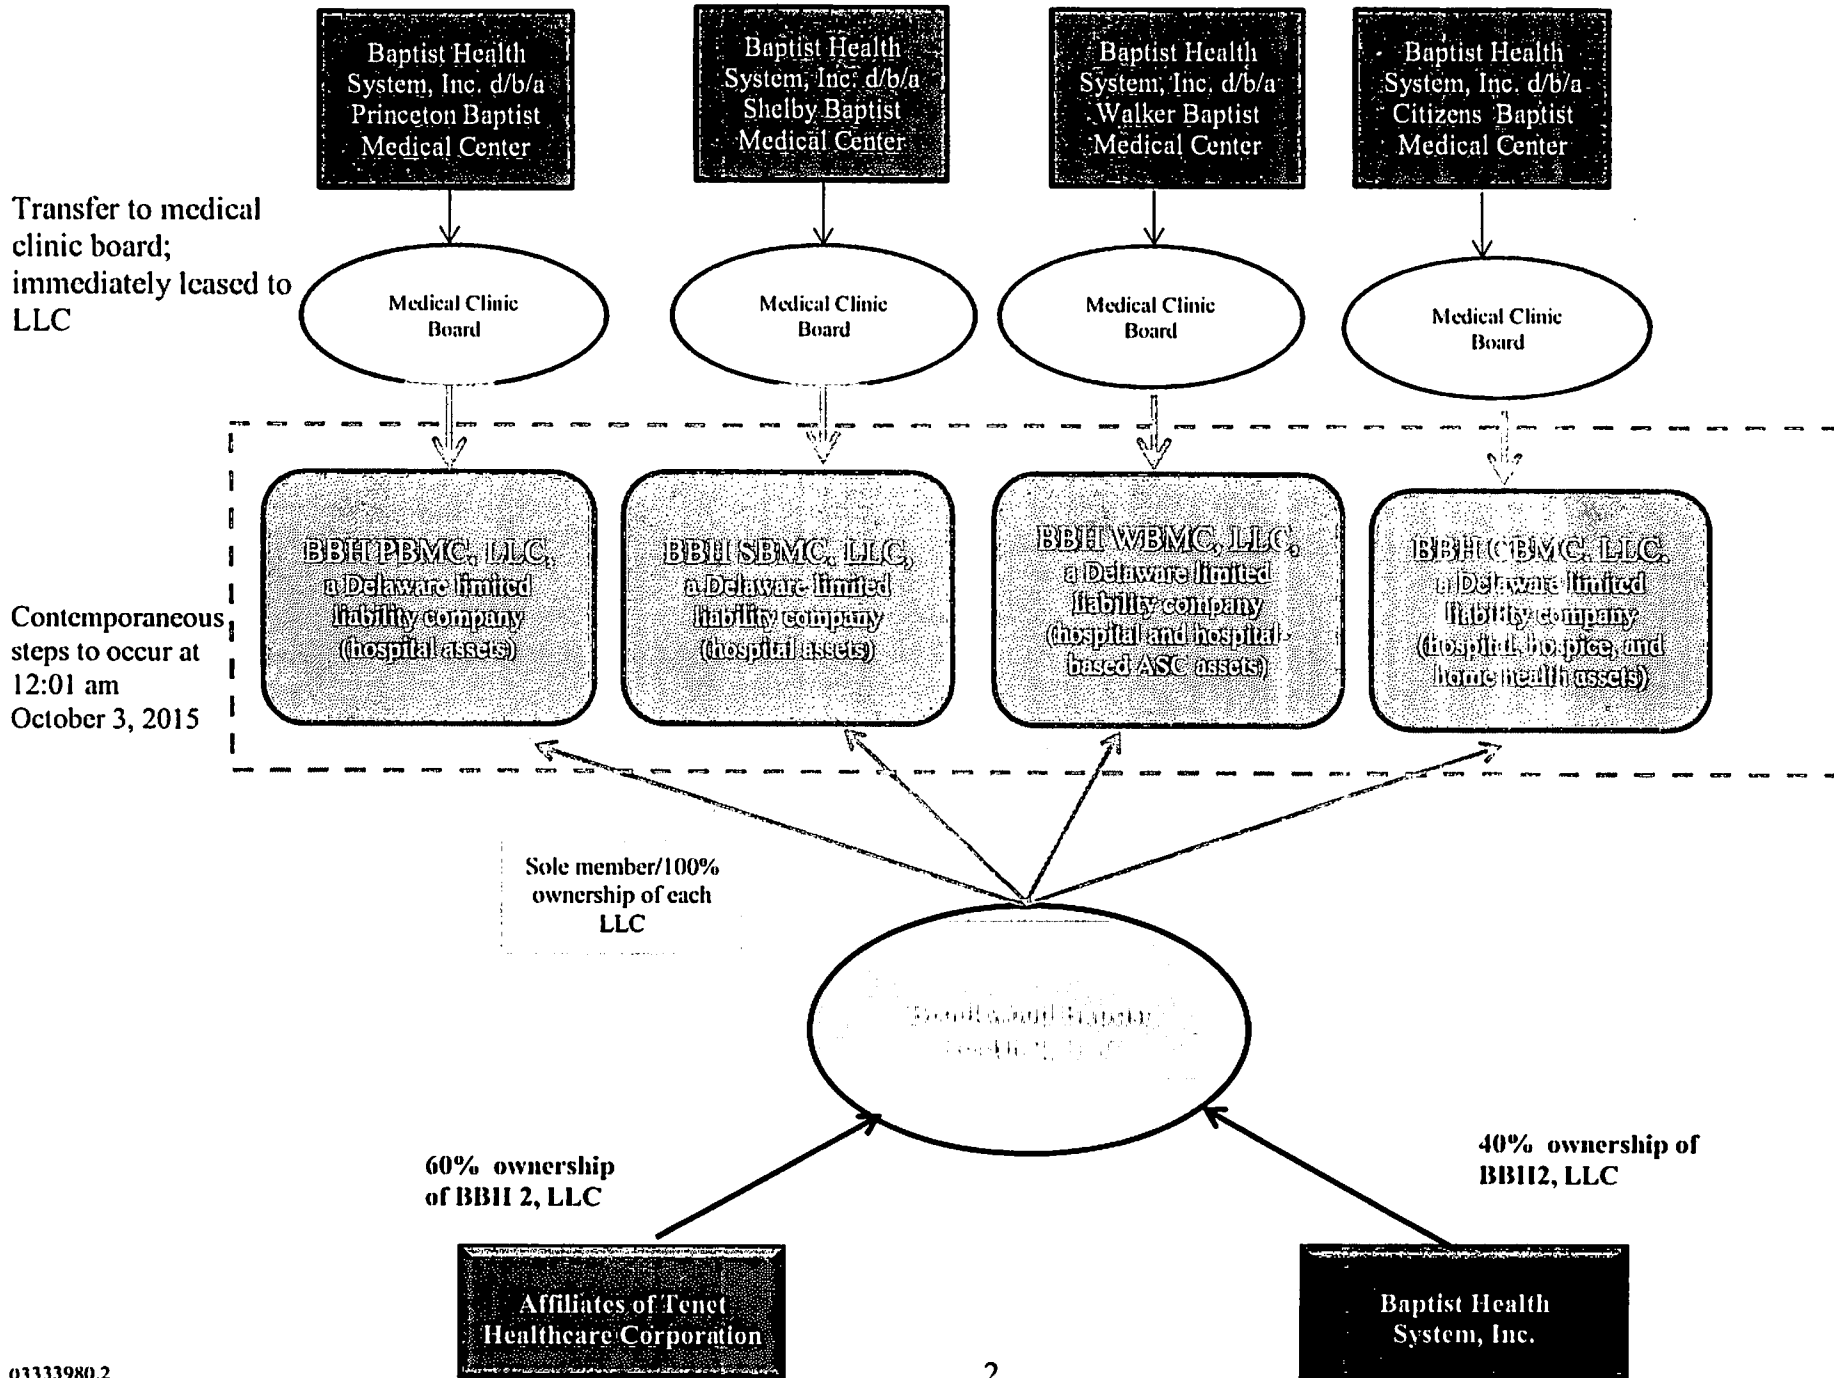 Baptist Health
System, Inc. d/b/a
Princeton Baptist
Medical Center
Baptist Health
System, Inc. d/b/a
Shelby Baptist
Medical Center
Baptist Health
System, Inc. d/b/a
Walker Baptist
Medical Center
Baptist Health
System, Inc. d/b/a
Citizens Baptist
Medical Center
Transfer to medical
clinic board;
immediately leased to
LLC
Medical Clinic
Board
Medical Clinic
Board
Medical Clinic
Board
Medical Clinic
Board
Contemporaneous
steps to occur at
12:01 am
October 3, 2015
BBH PBMC, LLC,
a Delaware limited
liability company
(hospital assets)
BBH SBMC, LLC,
a Delaware limited
liability company
(hospital assets)
BBH WBMC, LLC,
a Delaware limited
liability company
(hospital and hospital-
based ASC assets)
BBH CBMC, LLC,
a Delaware limited
liability company
(hospital, hospice, and
home health assets)
Sole member/100%
ownership of each
LLC
60% ownership
of BBH 2, LLC
40% ownership of
BBH2, LLC
Affiliates of Tenet
Healthcare Corporation
Baptist Health
System, Inc.
03333980.2
2